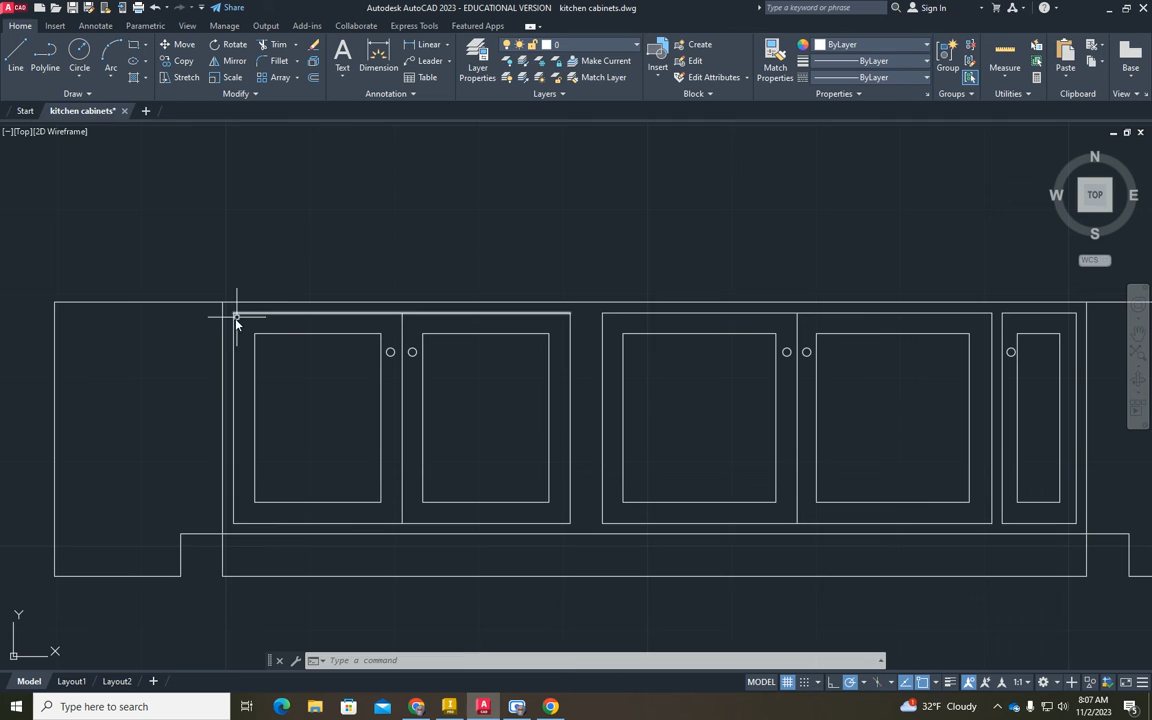 A CAD
Share
Autodesk AutoCAD 2023 - EDUCATIONAL VERSION kitchen cabinets.dwg
Type a keyword or phrase
Sign In
Home Insert Annotate Parametric View Manage Output Add-ins Collaborate Express Tools Featured Apps
Line Polyline Circle Arc
Move Rotate Trim
Copy Mirror Fillet
Stretch Scale Array
Text Dimension
Linear
Leader
Table
Layer Properties
0
Make Current
Match Layer
Insert
Create
Edit
Edit Attributes
Match Properties
ByLayer
ByLayer
ByLayer
Group
Measure
Paste
Base
Draw Modify Annotation Layers Block Properties Groups Utilities Clipboard View
Start kitchen cabinets*
[−][Top][2D Wireframe]
N
W TOP E
S
WCS
Y
X
Type a command
Model Layout1 Layout2
MODEL 1:1
Type here to search
32°F Cloudy
8:07 AM
11/2/2023
5